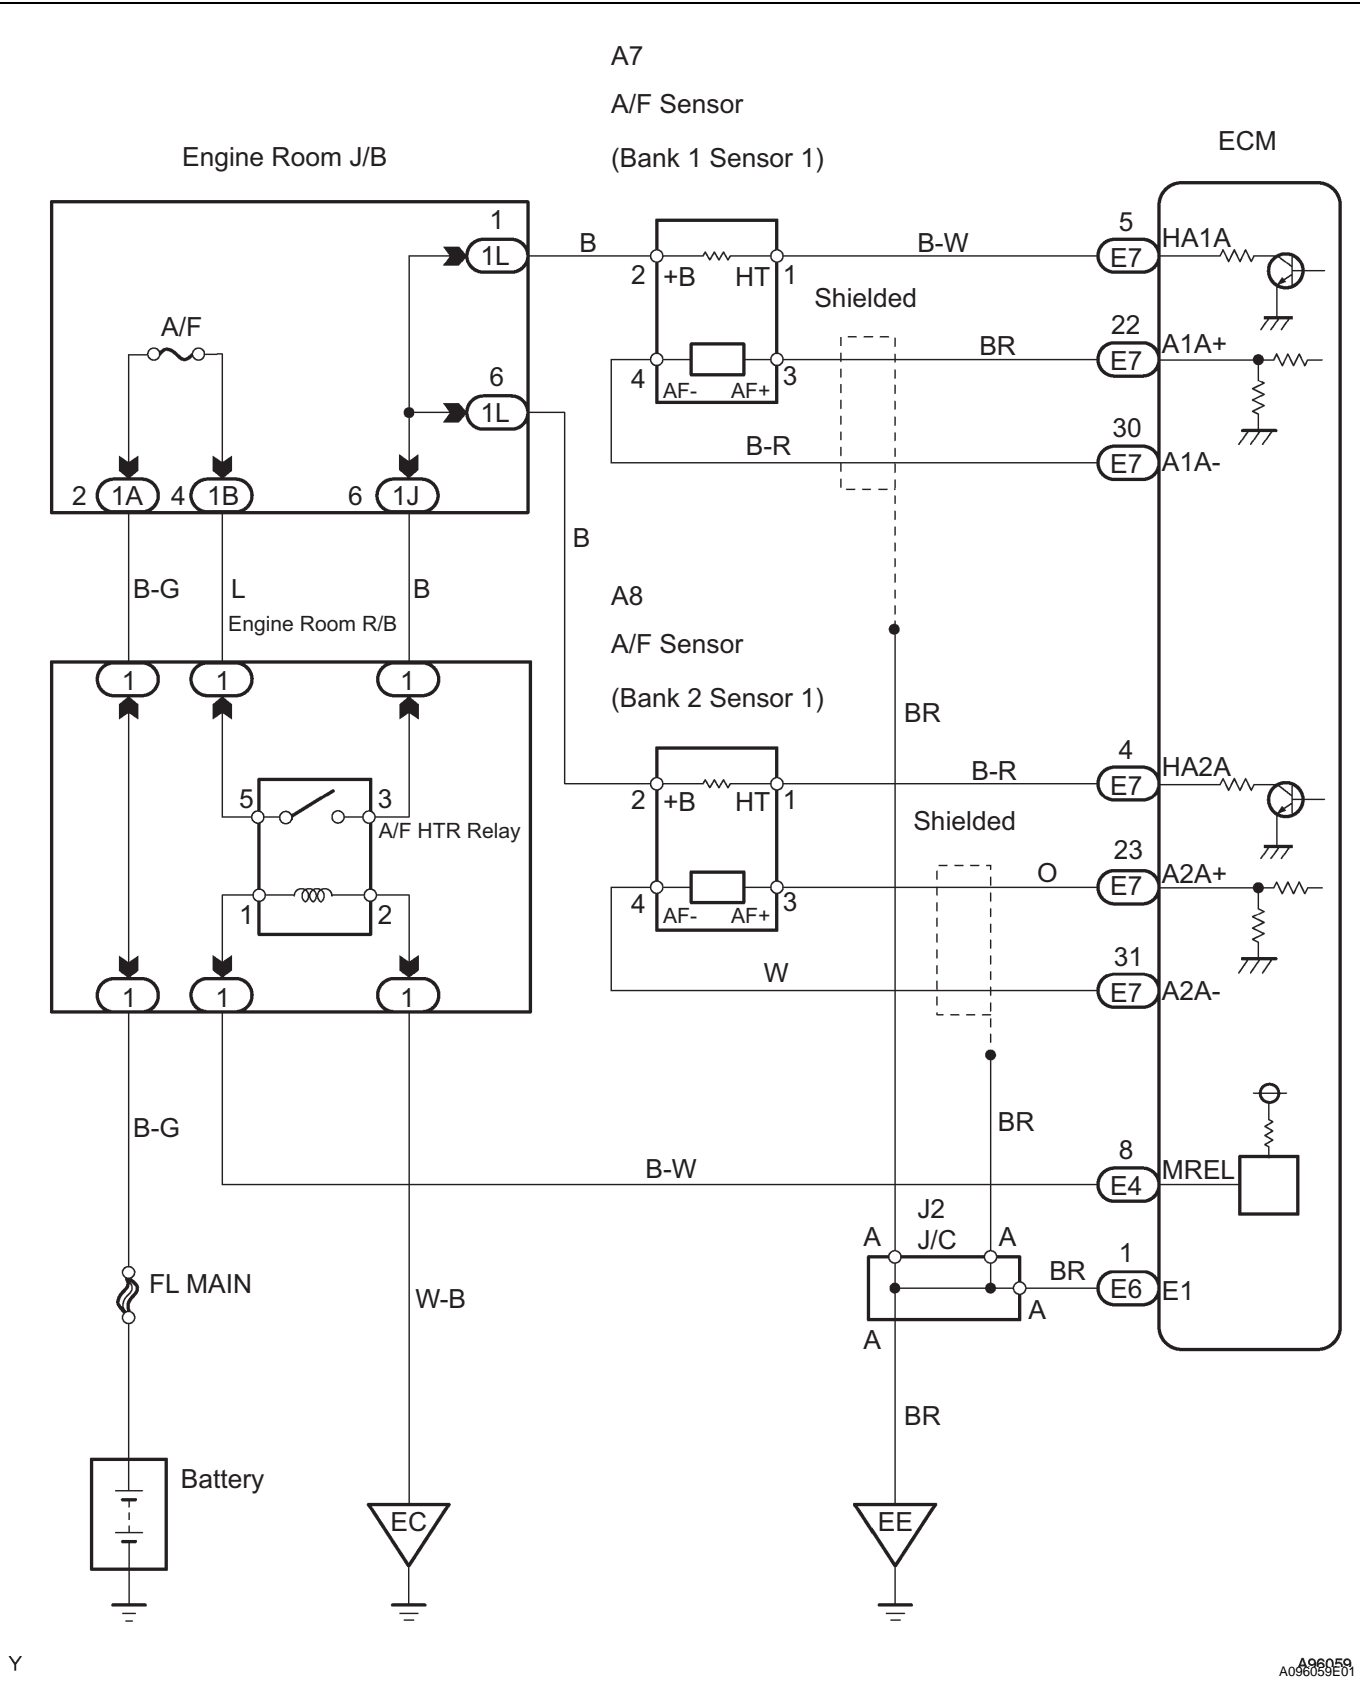 A7
A/F Sensor
(Bank 1 Sensor 1)
ECM
Engine Room J/B
1
1L
B
2
+B
HT
1
B-W
5
E7
HA1A
Shielded
A/F
22
E7
A1A+
BR
4
AF-
AF+
3
6
1L
30
E7
A1A-
B-R
2
1A
4
1B
6
1J
B
B-G
L
B
Engine Room R/B
A8
A/F Sensor
(Bank 2 Sensor 1)
1
1
1
BR
4
E7
HA2A
B-R
2
+B
HT
1
5
3
A/F HTR Relay
Shielded
23
E7
A2A+
O
4
AF-
AF+
3
1
2
31
E7
A2A-
W
1
1
1
B-G
BR
B-W
8
E4
MREL
J2
J/C
A
A
BR
1
E6
E1
A
A
FL MAIN
W-B
BR
Battery
EC
EE
Y
A96059
A096059E01